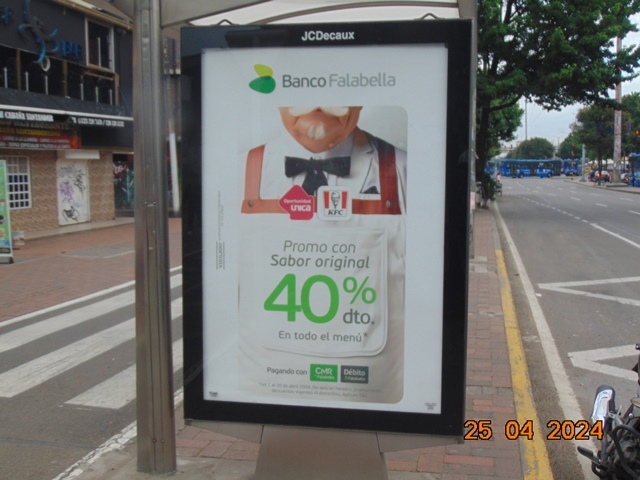 JCDecaux
Banco Falabella
Oportunidad
única
KFC
Promo con
Sabor original
40%
dto.
En todo el menú*
Pagando con CMR Débito
25 04 2024